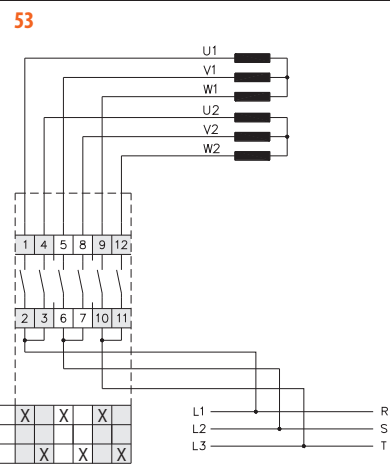 53
U1
V1
W1
U2
V2
W2
1 4 5 8 9 12
2 3 6 7 10 11
L1 R
L2 S
L3 T
X X X
X X X